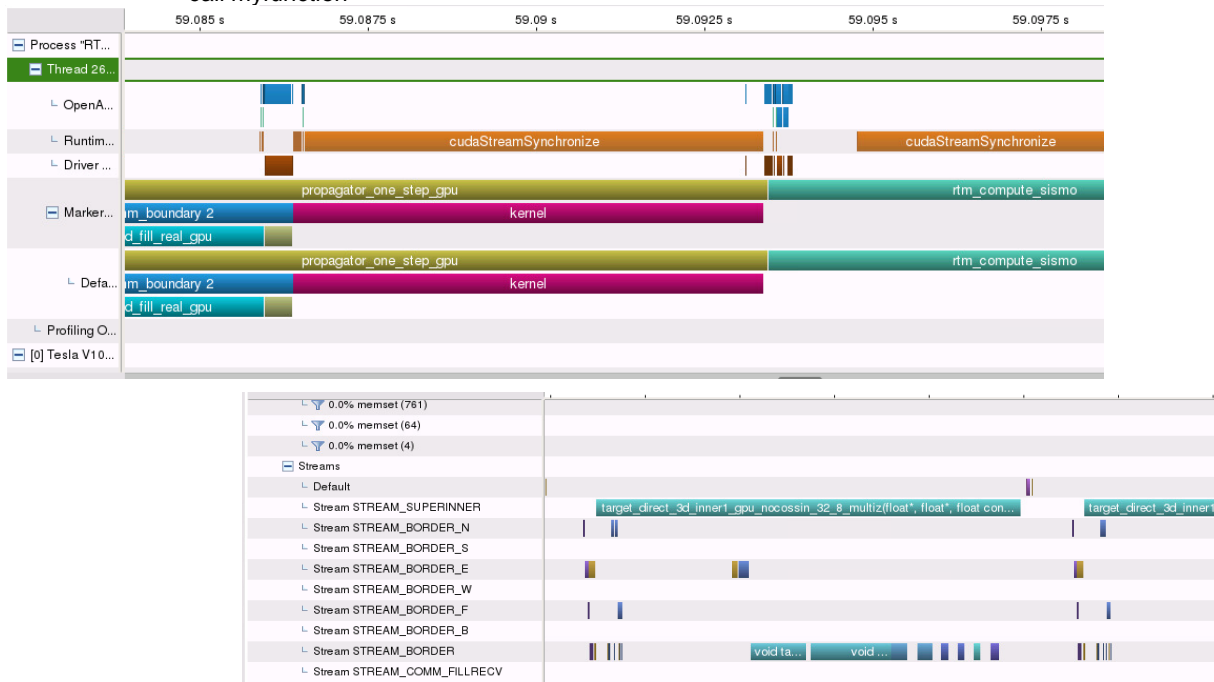 call myfunction
59.085 s 59.0875 s 59.09 s 59.0925 s 59.095 s 59.0975 s
Process "RT...
Thread 26...
OpenA...
Runtim... cudaStreamSynchronize cudaStreamSynchronize
Driver ...
propagator_one_step_gpu rtm_compute_sismo
Marker... m_boundary 2 kernel
d_fill_real_gpu
propagator_one_step_gpu rtm_compute_sismo
Defa... m_boundary 2 kernel
d_fill_real_gpu
Profiling O...
[0] Tesla V10...
0.0% memset (761)
0.0% memset (64)
0.0% memset (4)
Streams
Default
Stream STREAM_SUPERINNER target_direct_3d_inner1_gpu_nocossin_32_8_multiz(float*, float*, float con... target_direct_3d_inner1
Stream STREAM_BORDER_N
Stream STREAM_BORDER_S
Stream STREAM_BORDER_E
Stream STREAM_BORDER_W
Stream STREAM_BORDER_F
Stream STREAM_BORDER_B
Stream STREAM_BORDER void ta... void ...
Stream STREAM_COMM_FILLRECV